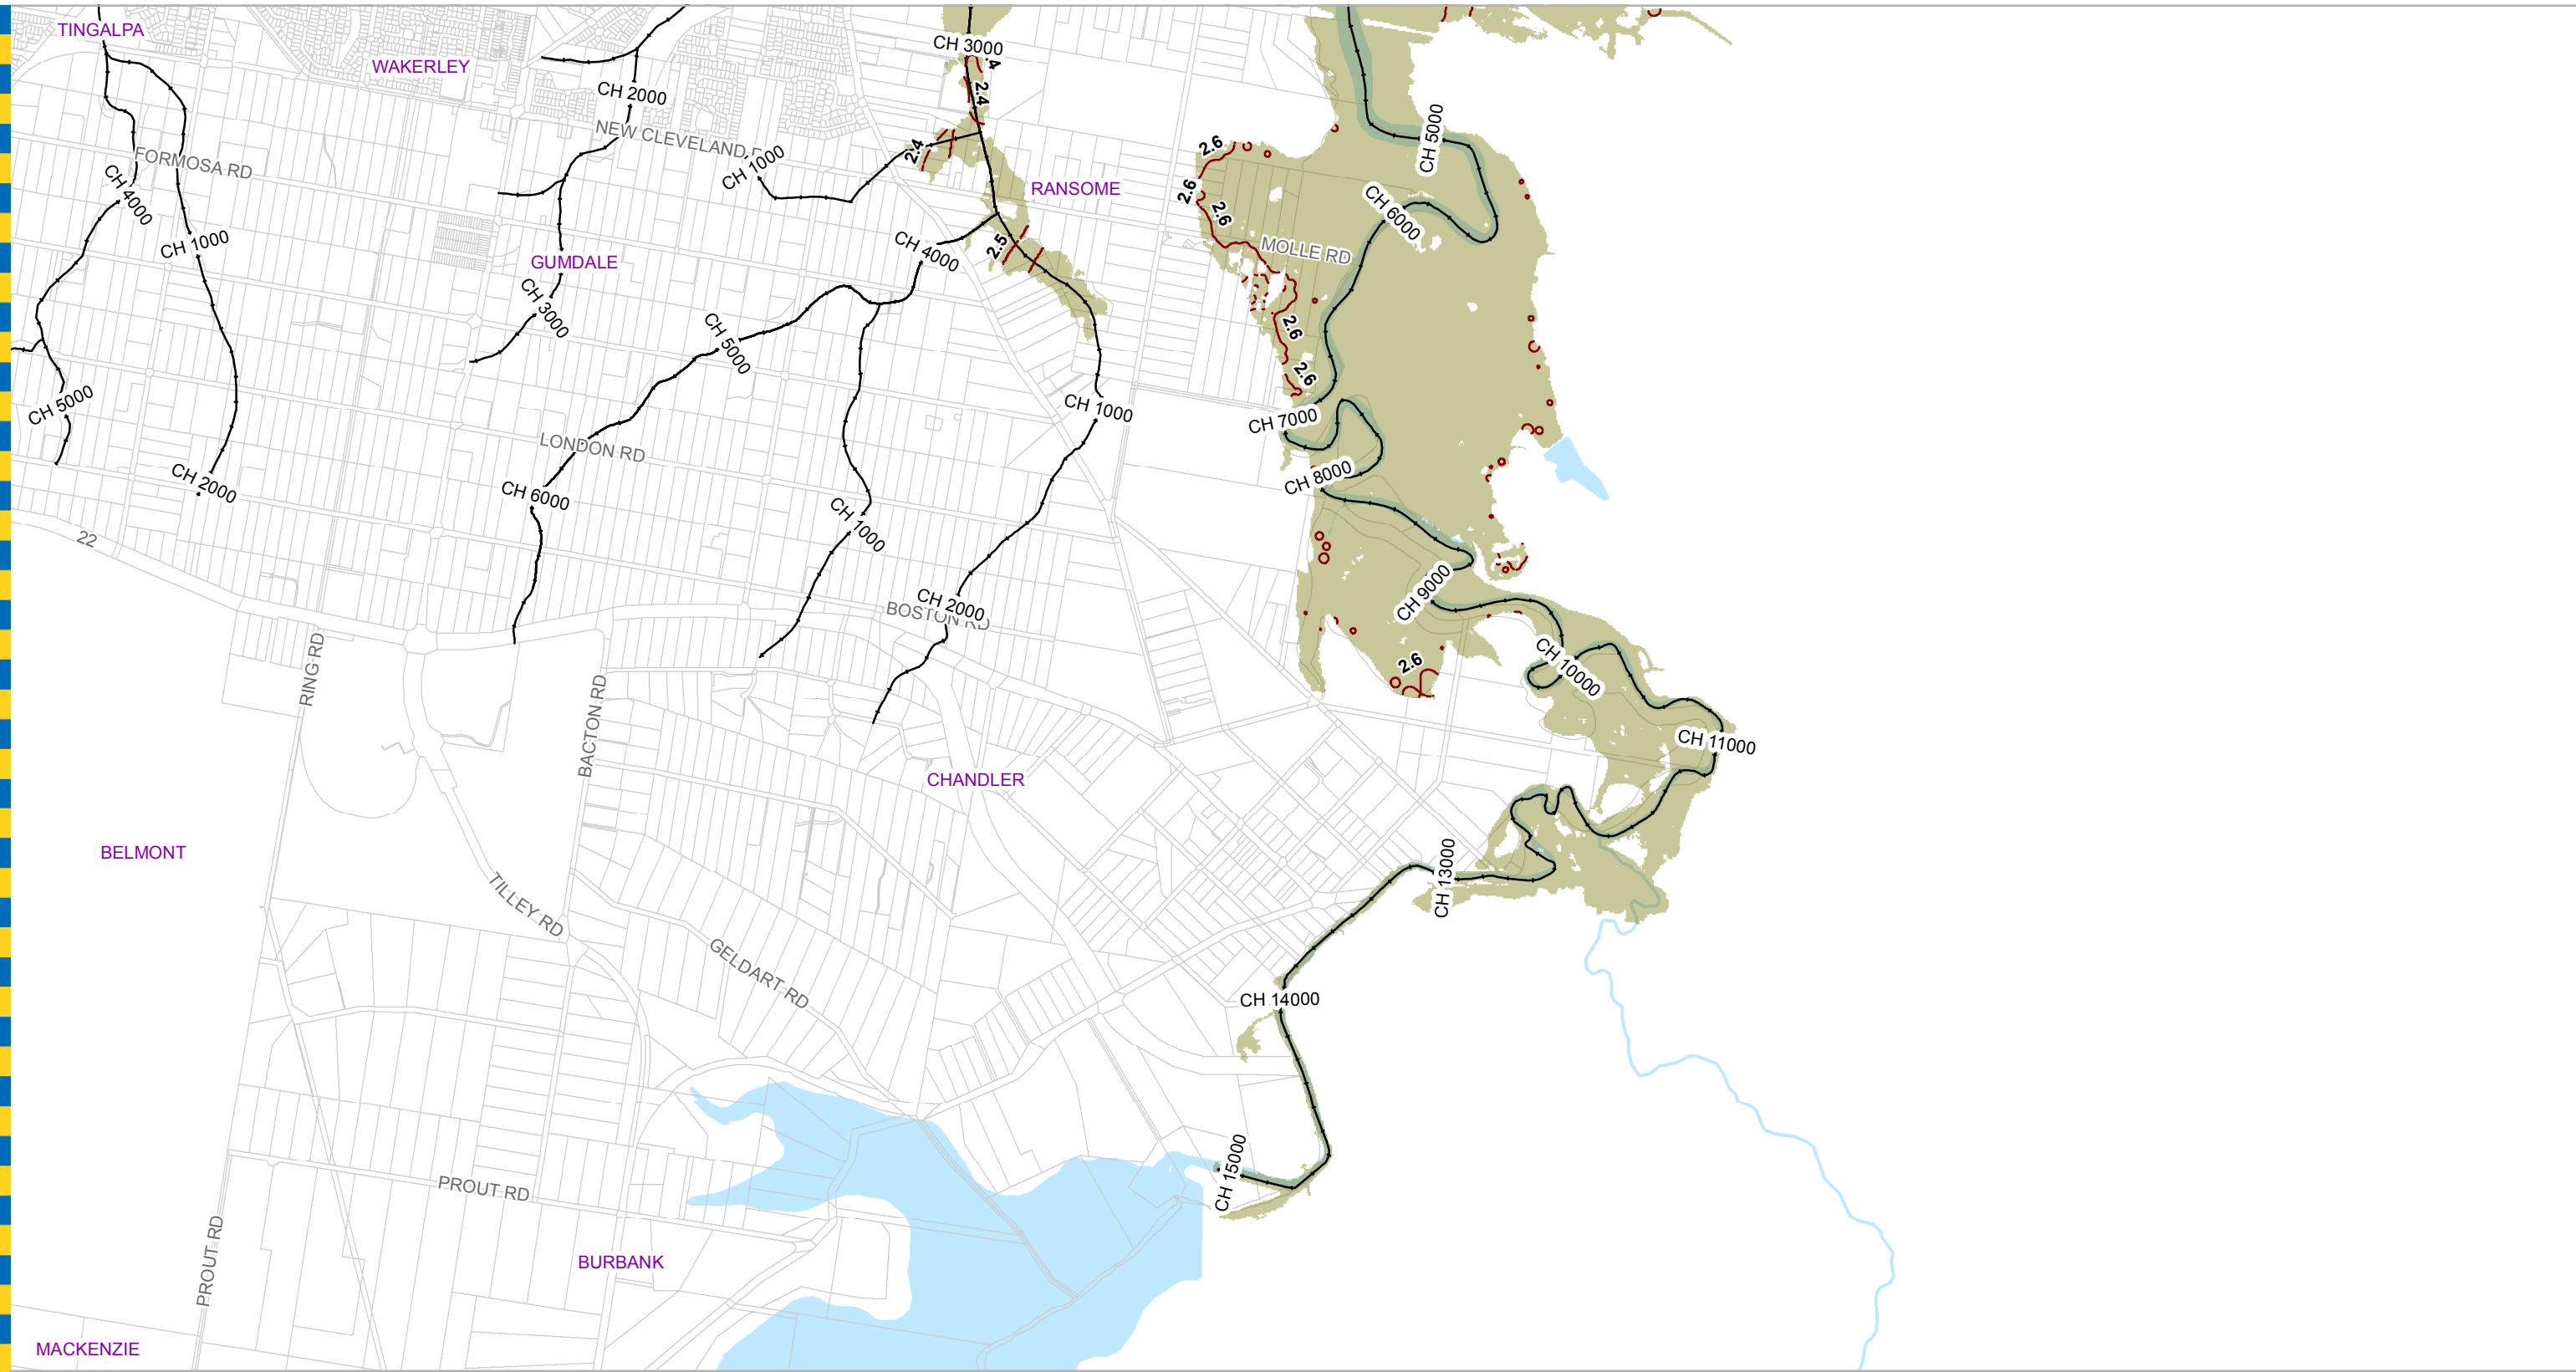 TINGALPA
WAKERLEY
CH 3000
.4
2.4
CH 2000
NEW CLEVELAND
CH 1000
2.4
FORMOSA RD
CH 4000
CH 1000
GUMDALE
CH 3000
CH 4000
2.5
RANSOME
2.6
2.6
2.6
MOLLE RD
CH 5000
CH 6000
2.6
2.6
CH 5000
CH 5000
CH 1000
CH 7000
LONDON RD
CH 8000
CH 2000
CH 6000
CH 1000
22
CH 2000
BOSTON RD
CH 9000
2.6
CH 10000
RING RD
BACTON RD
CH 11000
CHANDLER
BELMONT
CH 13000
TILLEY RD
GELDART RD
CH 14000
CH 15000
PROUT RD
PROUT RD
BURBANK
MACKENZIE